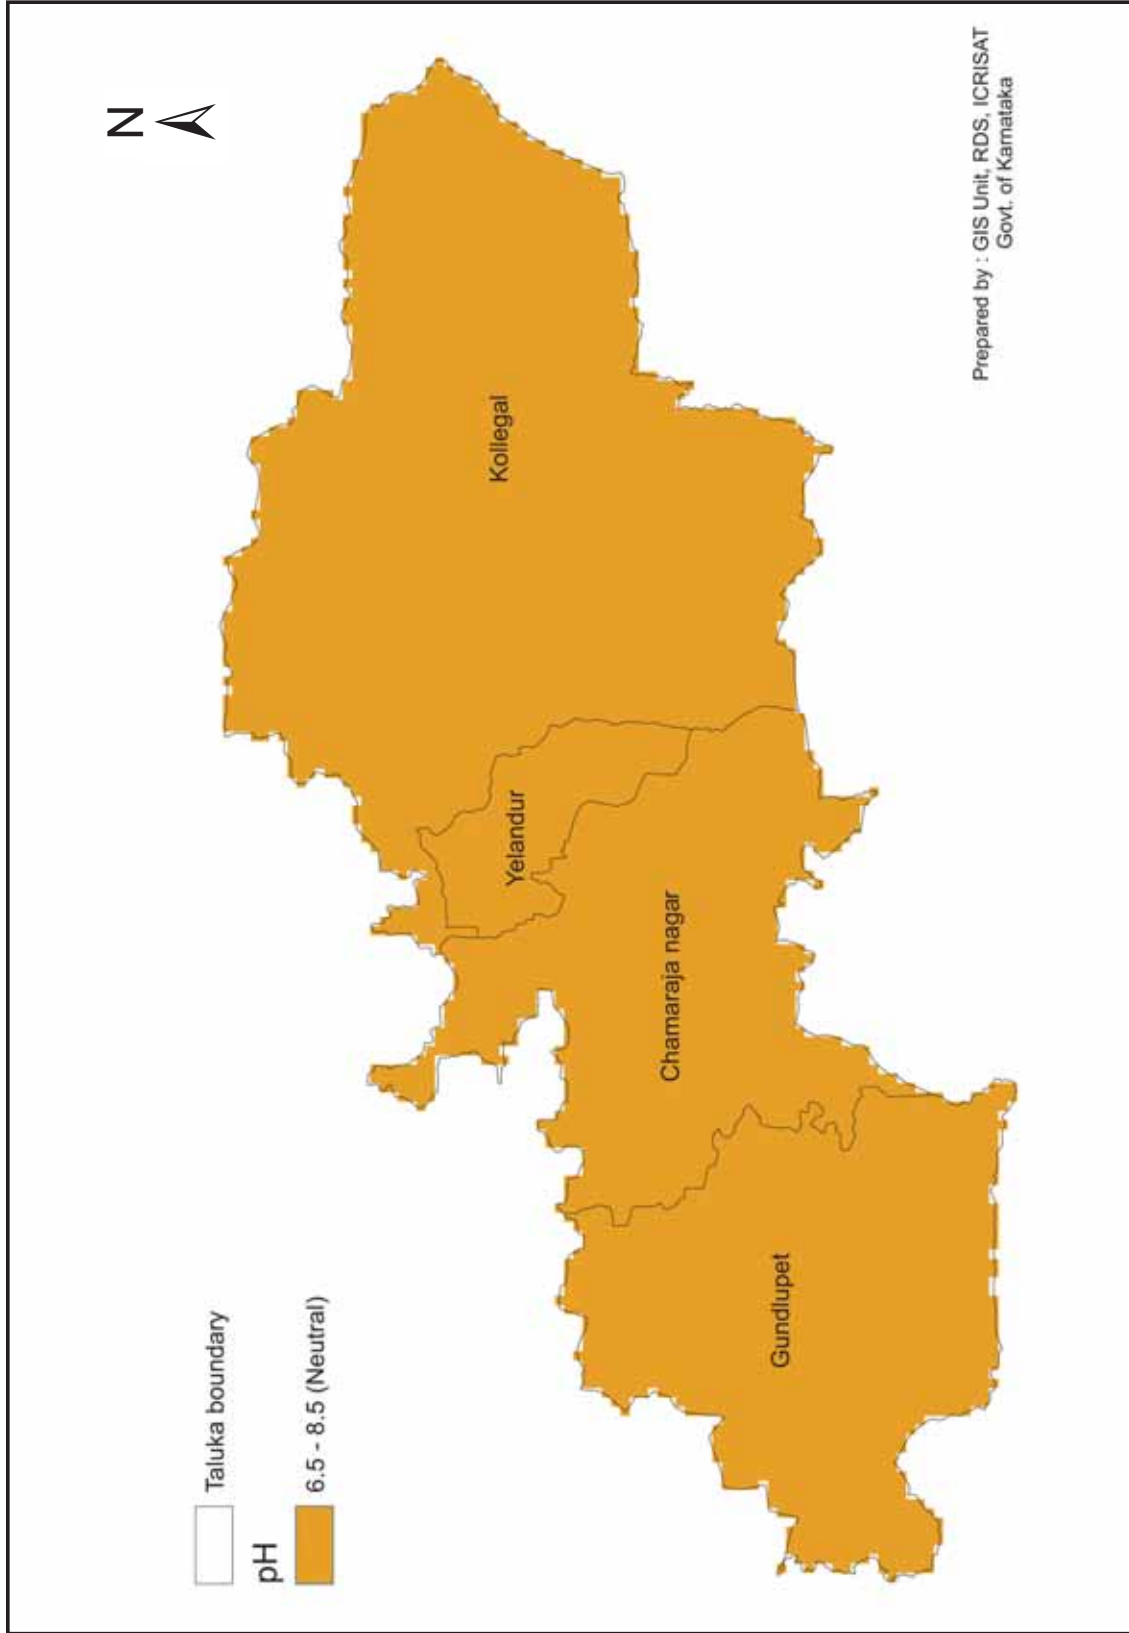 N
Taluka boundary
pH
6.5 - 8.5 (Neutral)
Kollegal
Yelandur
Chamaraja nagar
Gundlupet
Prepared by : GIS Unit, RDS, ICRISAT
Govt. of Karnataka